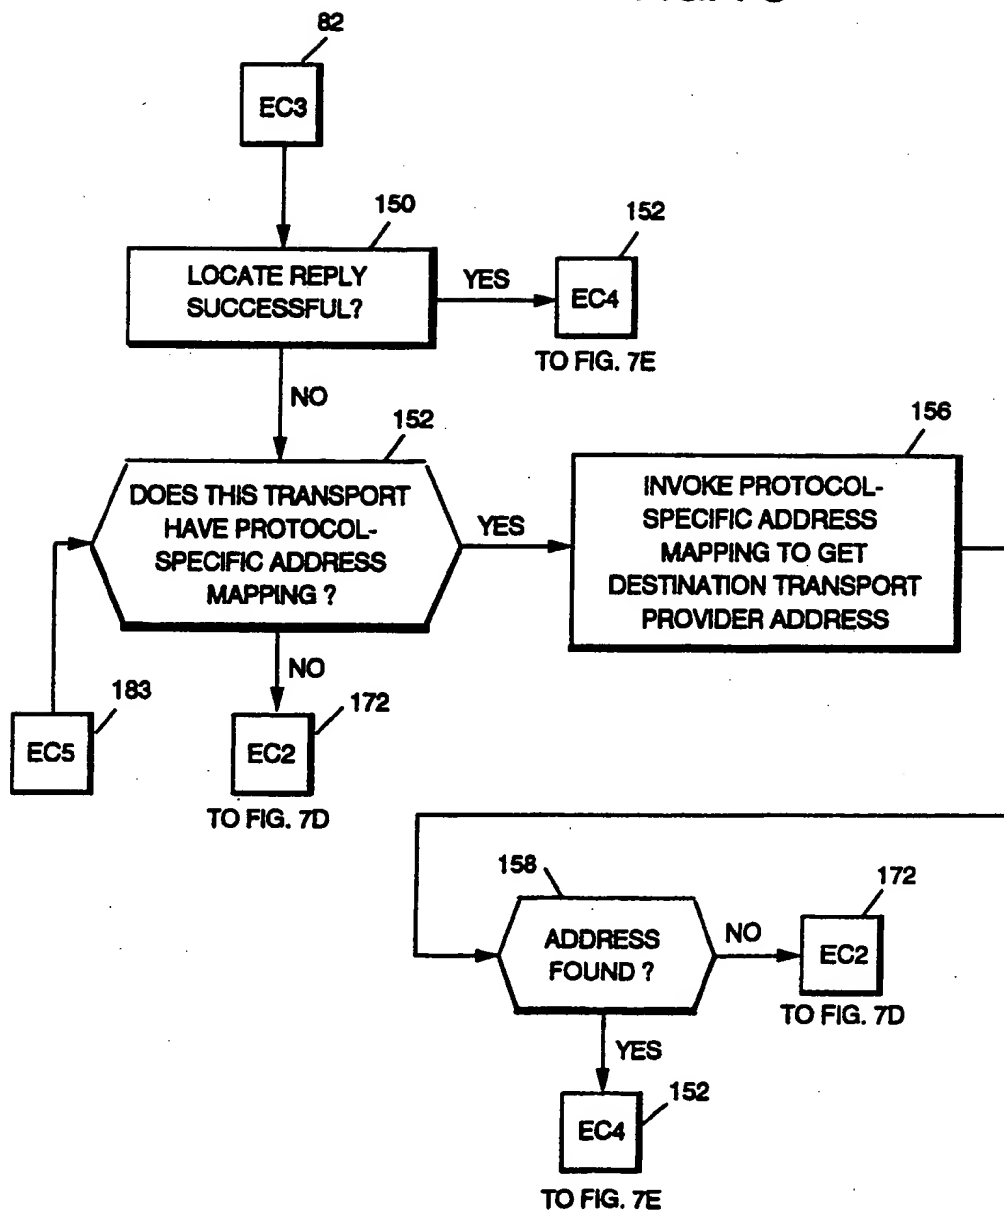 82
EC3
150
LOCATE REPLY
SUCCESSFUL?
YES
152
EC4
TO FIG. 7E
NO
152
DOES THIS TRANSPORT
HAVE PROTOCOL-
SPECIFIC ADDRESS
MAPPING ?
YES
156
INVOKE PROTOCOL-
SPECIFIC ADDRESS
MAPPING TO GET
DESTINATION TRANSPORT
PROVIDER ADDRESS
NO
183
EC5
172
EC2
TO FIG. 7D
158
ADDRESS
FOUND ?
NO
172
EC2
TO FIG. 7D
YES
152
EC4
TO FIG. 7E